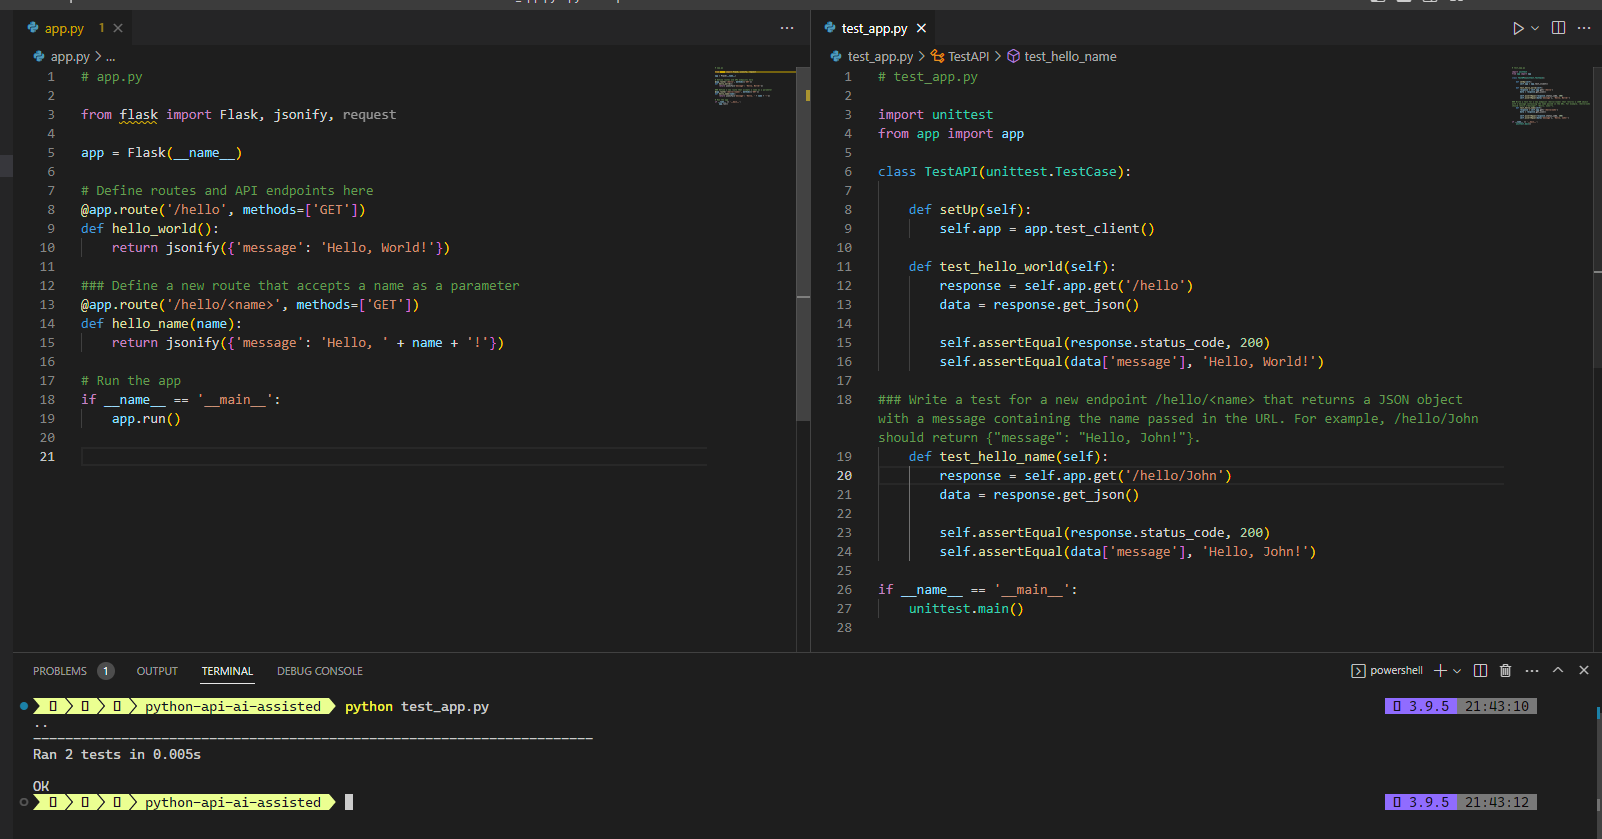 app.py 1
app.py > ...
1 # app.py
2
3 from flask import Flask, jsonify, request
4
5 app = Flask(__name__)
6
7 # Define routes and API endpoints here
8 @app.route('/hello', methods=['GET'])
9 def hello_world():
10 return jsonify({'message': 'Hello, World!'})
11
12 ### Define a new route that accepts a name as a parameter
13 @app.route('/hello/<name>', methods=['GET'])
14 def hello_name(name):
15 return jsonify({'message': 'Hello, ' + name + '!'})
16
17 # Run the app
18 if __name__ == '__main__':
19 app.run()
20
21
test_app.py
test_app.py > TestAPI > test_hello_name
1 # test_app.py
2
3 import unittest
4 from app import app
5
6 class TestAPI(unittest.TestCase):
7
8 def setUp(self):
9 self.app = app.test_client()
10
11 def test_hello_world(self):
12 response = self.app.get('/hello')
13 data = response.get_json()
14
15 self.assertEqual(response.status_code, 200)
16 self.assertEqual(data['message'], 'Hello, World!')
17
18 ### Write a test for a new endpoint /hello/<name> that returns a JSON object
with a message containing the name passed in the URL. For example, /hello/John
should return {"message": "Hello, John!"}.
19 def test_hello_name(self):
20 response = self.app.get('/hello/John')
21 data = response.get_json()
22
23 self.assertEqual(response.status_code, 200)
24 self.assertEqual(data['message'], 'Hello, John!')
25
26 if __name__ == '__main__':
27 unittest.main()
28
PROBLEMS 1 OUTPUT TERMINAL DEBUG CONSOLE
powershell
python-api-ai-assisted python test_app.py 3.9.5 21:43:10
..
----------------------------------------------------------------------
Ran 2 tests in 0.005s
OK
python-api-ai-assisted 3.9.5 21:43:12